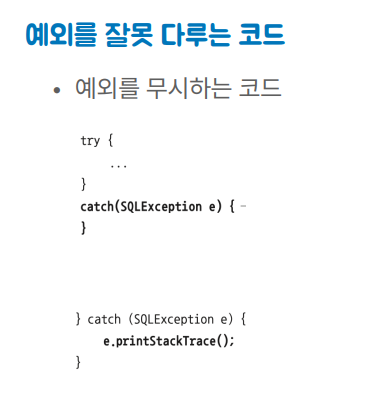 예외를 잘못 다루는 코드
• 예외를 무시하는 코드
try {
...
}
catch(SQLException e) { –
}
} catch (SQLException e) {
e.printStackTrace();
}